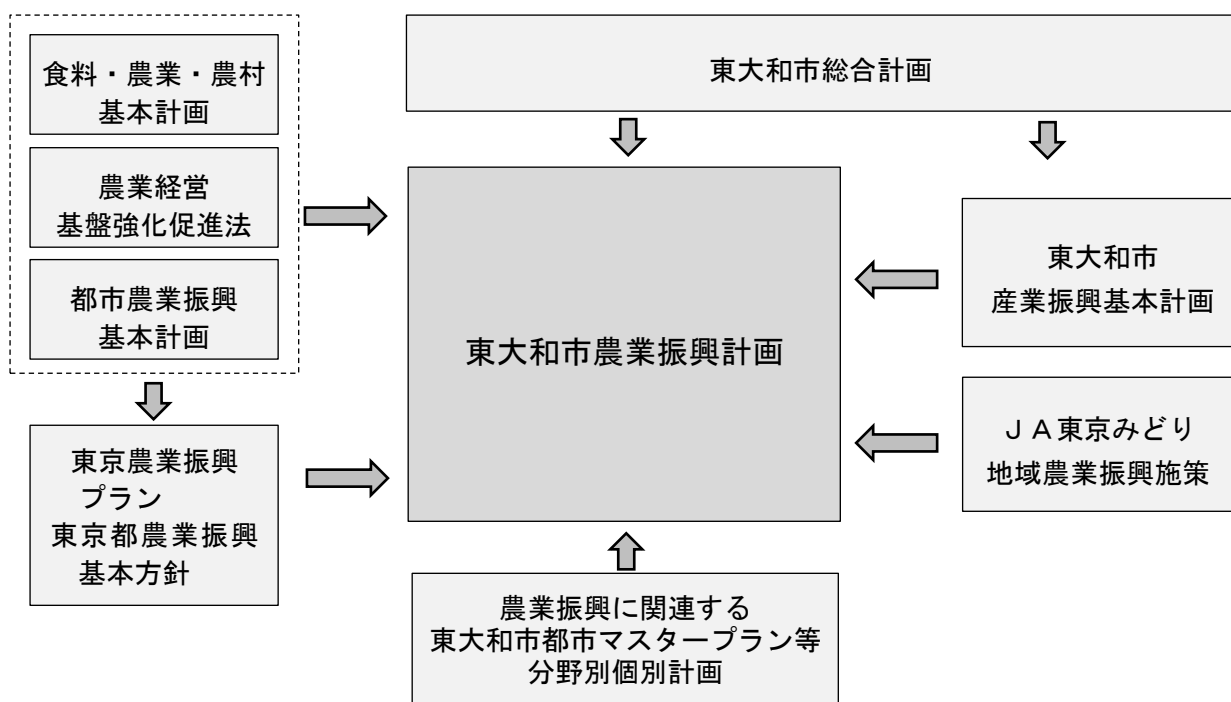 食料・農業・農村
基本計画
農業経営
基盤強化促進法
都市農業振興
基本計画
東京農業振興
プラン
東京都農業振興
基本方針
東大和市総合計画
東大和市農業振興計画
農業振興に関連する
東大和市都市マスタープラン等
分野別個別計画
東大和市
産業振興基本計画
ＪＡ東京みどり
地域農業振興施策